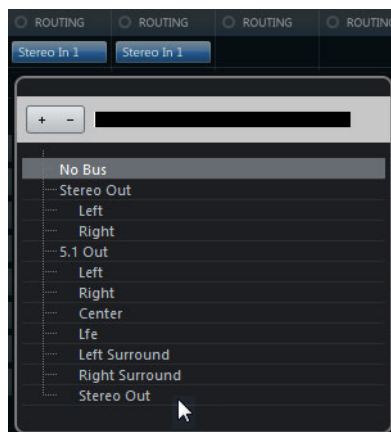 ROUTING ROUTING ROUTING ROUTING
Stereo In 1 Stereo In 1
+ -
No Bus
Stereo Out
Left
Right
5.1 Out
Left
Right
Center
Lfe
Left Surround
Right Surround
Stereo Out